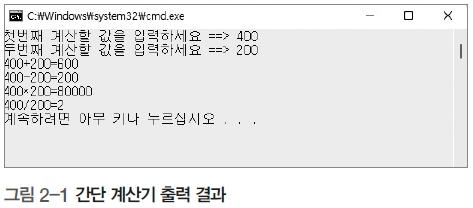 C:₩Windows₩system32₩cmd.exe
첫번째 계산할 값을 입력하세요 ==> 400
두번째 계산할 값을 입력하세요 ==> 200
400+200=600
400-200=200
400*200=80000
400/200=2
계속하려면 아무 키나 누르십시오 . . .
그림 2-1 간단 계산기 출력 결과